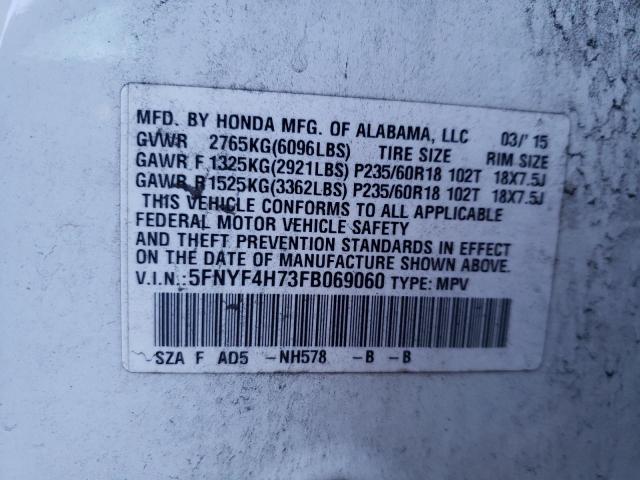 MFD. BY HONDA MFG. OF ALABAMA, LLC 03/'15
GVWR 2765KG(6096LBS) TIRE SIZE RIM SIZE
GAWR F 1325KG(2921LBS) P235/60R18 102T 18X7.5J
GAWR R 1525KG(3362LBS) P235/60R18 102T 18X7.5J
THIS VEHICLE CONFORMS TO ALL APPLICABLE
FEDERAL MOTOR VEHICLE SAFETY
AND THEFT PREVENTION STANDARDS IN EFFECT
ON THE DATE OF MANUFACTURE SHOWN ABOVE.
V.I.N.: 5FNYF4H73FB069060 TYPE: MPV
SZA F AD5 -NH578 -B -B